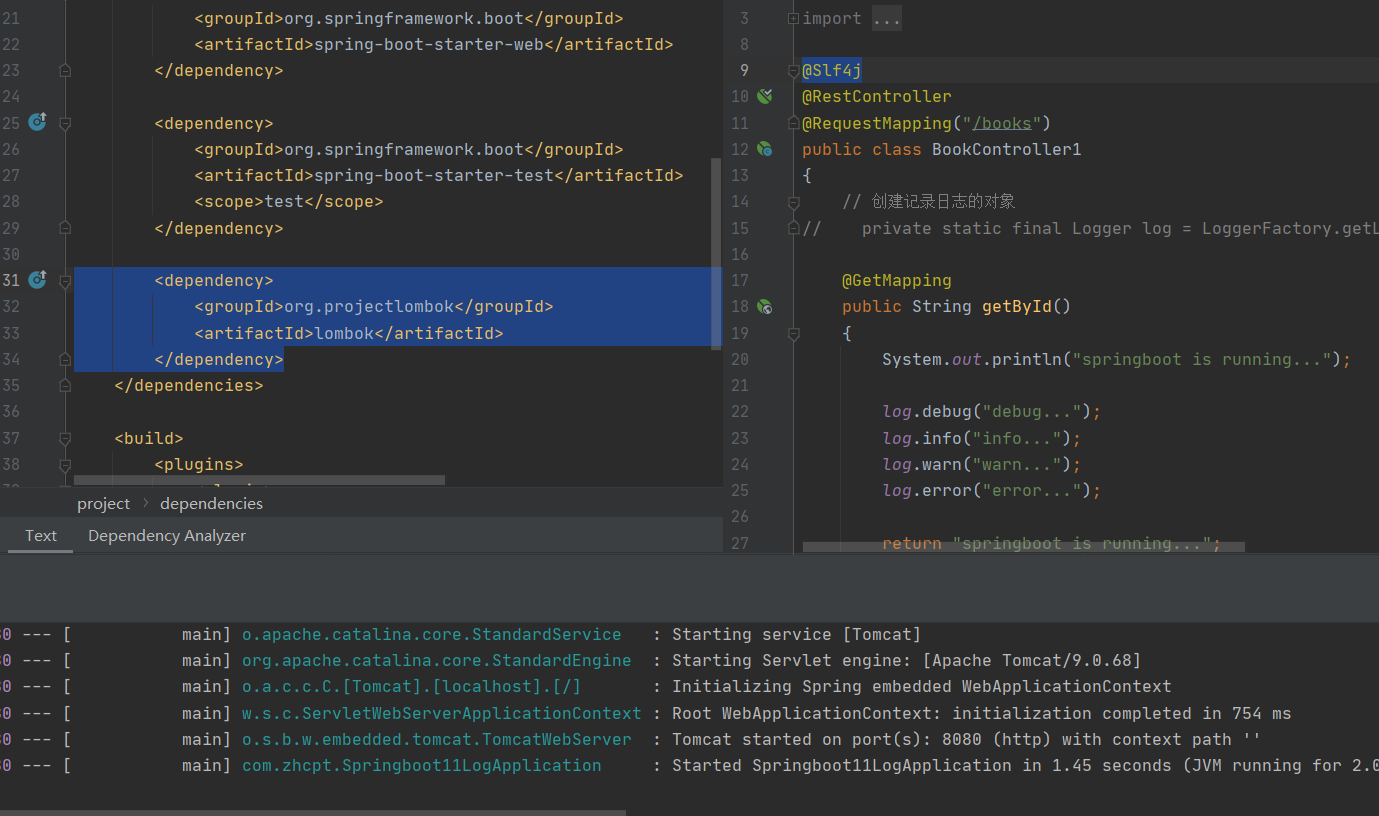 21 <groupId>org.springframework.boot</groupId>
22 <artifactId>spring-boot-starter-web</artifactId>
23 </dependency>
24
25 <dependency>
26 <groupId>org.springframework.boot</groupId>
27 <artifactId>spring-boot-starter-test</artifactId>
28 <scope>test</scope>
29 </dependency>
30
31 <dependency>
32 <groupId>org.projectlombok</groupId>
33 <artifactId>lombok</artifactId>
34 </dependency>
35 </dependencies>
36
37 <build>
38 <plugins>
project › dependencies
Text Dependency Analyzer
3 import ...
8
9 @Slf4j
10 @RestController
11 @RequestMapping("/books")
12 public class BookController1
13 {
14 // 创建记录日志的对象
15 // private static final Logger log = LoggerFactory.getL
16
17 @GetMapping
18 public String getById()
19 {
20 System.out.println("springboot is running...");
21
22 log.debug("debug...");
23 log.info("info...");
24 log.warn("warn...");
25 log.error("error...");
26
27 return "springboot is running...";
0 --- [ main] o.apache.catalina.core.StandardService : Starting service [Tomcat]
0 --- [ main] org.apache.catalina.core.StandardEngine : Starting Servlet engine: [Apache Tomcat/9.0.68]
0 --- [ main] o.a.c.c.C.[Tomcat].[localhost].[/] : Initializing Spring embedded WebApplicationContext
0 --- [ main] w.s.c.ServletWebServerApplicationContext : Root WebApplicationContext: initialization completed in 754 ms
0 --- [ main] o.s.b.w.embedded.tomcat.TomcatWebServer : Tomcat started on port(s): 8080 (http) with context path ''
0 --- [ main] com.zhcpt.Springboot11LogApplication : Started Springboot11LogApplication in 1.45 seconds (JVM running for 2.0